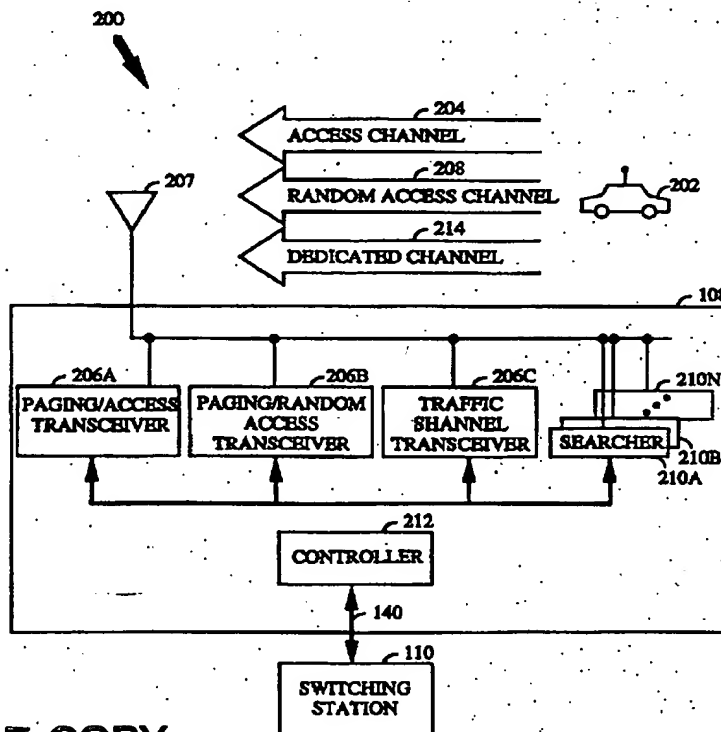 200
204
ACCESS CHANNEL
208
207
RANDOM ACCESS CHANNEL
202
214
DEDICATED CHANNEL
108
206A
206B
206C
210N
PAGING/ACCESS
TRANSCEIVER
PAGING/RANDOM
ACCESS
TRANSCEIVER
TRAFFIC
SHANNEL
TRANSCEIVER
SEARCHER
210B
210A
212
CONTROLLER
140
110
SWITCHING
STATION